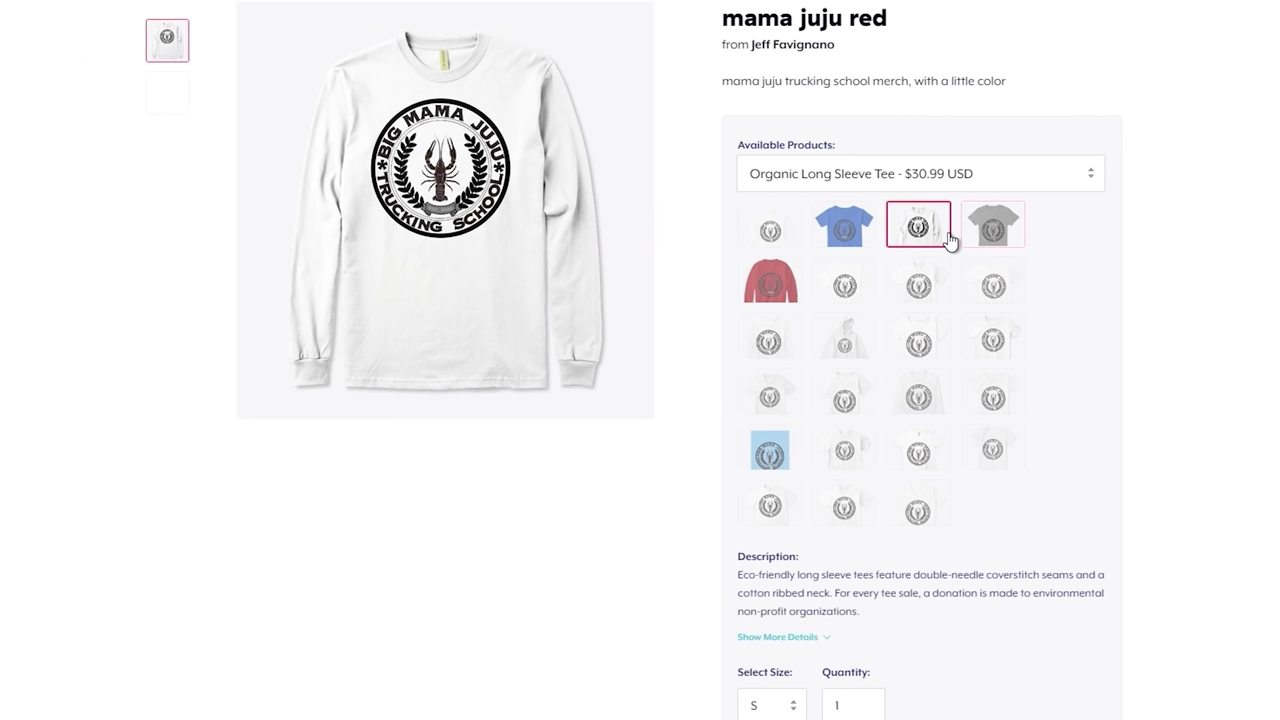 mama juju red
from Jeff Favignano
mama juju trucking school merch, with a little color
BIG MAMA JUJU
TRUCKING SCHOOL
Available Products:
Organic Long Sleeve Tee - $30.99 USD
Description:
Eco-friendly long sleeve tees feature double-needle coverstitch seams and a
cotton ribbed neck. For every tee sale, a donation is made to environmental
non-profit organizations.
Show More Details
Select Size: Quantity:
S 1